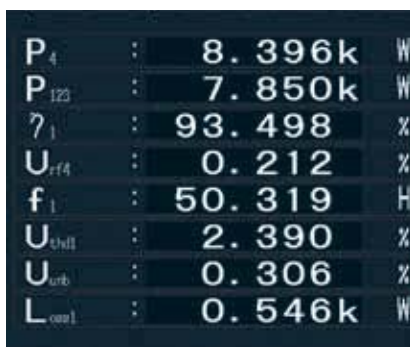 P4 : 8.396k W
P123 : 7.850k W
η1 : 93.498 %
Urf4 : 0.212 %
f1 : 50.319 H
Uthd1 : 2.390 %
Uunb : 0.306 %
Loss1 : 0.546k W